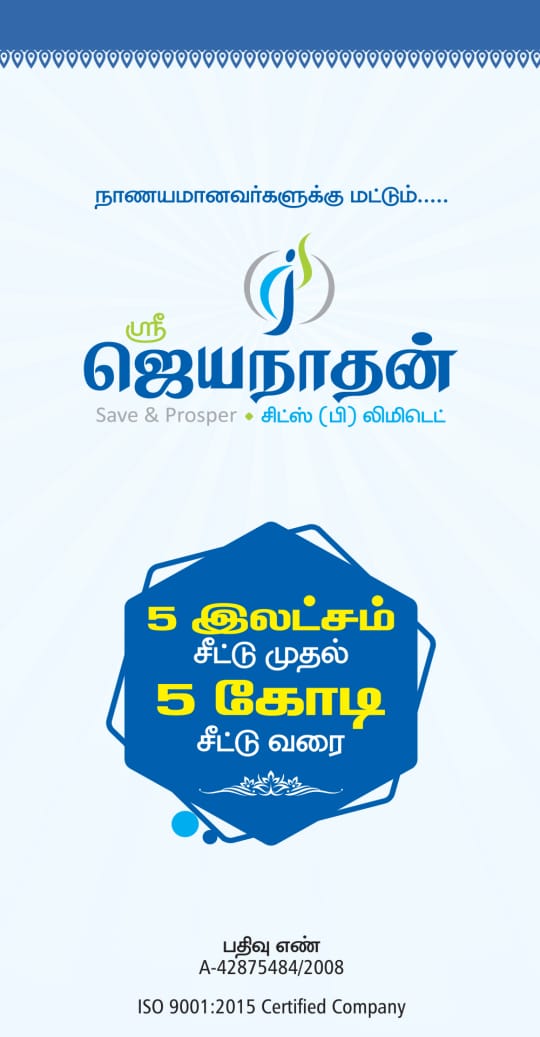 நாணயமானவர்களுக்கு மட்டும்.....
ஸ்ரீ
ஜெயநாதன்
Save & Prosper • சிட்ஸ் (பி) லிமிடெட்
5 இலட்சம்
சீட்டு முதல்
5 கோடி
சீட்டு வரை
பதிவு எண்
A-42875484/2008
ISO 9001:2015 Certified Company